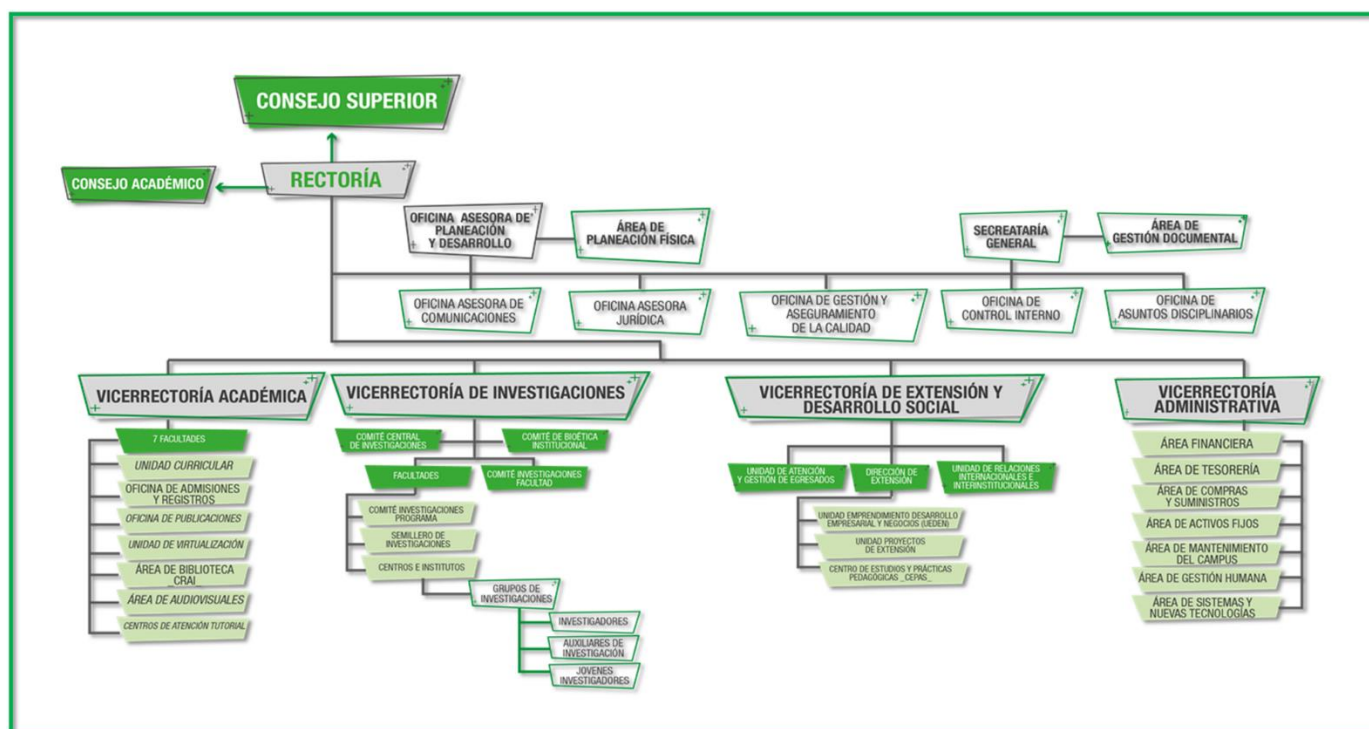 CONSEJO SUPERIOR
CONSEJO ACADÉMICO
RECTORÍA
OFICINA ASESORA DE
PLANEACIÓN
Y DESARROLLO
ÁREA DE
PLANEACIÓN FÍSICA
SECREATARÍA
GENERAL
ÁREA DE
GESTIÓN DOCUMENTAL
OFICINA ASESORA DE
COMUNICACIONES
OFICINA ASESORA
JURÍDICA
OFICINA DE GESTIÓN Y
ASEGURAMIENTO
DE LA CALIDAD
OFICINA DE
CONTROL INTERNO
OFICINA DE
ASUNTOS DISCIPLINARIOS
VICERRECTORÍA ACADÉMICA
7 FACULTADES
UNIDAD CURRICULAR
OFICINA DE ADMISIONES
Y REGISTROS
OFICINA DE PUBLICACIONES
UNIDAD DE VIRTUALIZACIÓN
ÁREA DE BIBLIOTECA
_CRAI_
ÁREA DE AUDIOVISUALES
CENTROS DE ATENCIÓN TUTORIAL
VICERRECTORÍA DE INVESTIGACIONES
COMITÉ CENTRAL
DE INVESTIGACIONES
COMITÉ DE BIOÉTICA
INSTITUCIONAL
FACULTADES
COMITÉ INVESTIGACIONES
FACULTAD
COMITÉ INVESTIGACIONES
PROGRAMA
SEMILLERO DE
INVESTIGACIONES
CENTROS E INSTITUTOS
GRUPOS DE
INVESTIGACIONES
INVESTIGADORES
AUXILIARES DE
INVESTIGACIÓN
JOVENES
INVESTIGADORES
VICERRECTORÍA DE EXTENSIÓN Y
DESARROLLO SOCIAL
UNIDAD DE ATENCIÓN
Y GESTIÓN DE EGRESADOS
DIRECCIÓN DE
EXTENSIÓN
UNIDAD DE RELACIONES
INTERNACIONALES E
INTERINSTITUCIONALES
UNIDAD EMPRENDIMIENTO DESARROLLO
EMPRESARIAL Y NEGOCIOS (UEDEN)
UNIDAD PROYECTOS
DE EXTENSIÓN
CENTRO DE ESTUDIOS Y PRÁCTICAS
PEDAGÓGICAS _CEPAS_
VICERRECTORÍA
ADMINISTRATIVA
ÁREA FINANCIERA
ÁREA DE TESORERÍA
ÁREA DE COMPRAS
Y SUMINISTROS
ÁREA DE ACTIVOS FIJOS
ÁREA DE MANTENIMIENTO
DEL CAMPUS
ÁREA DE GESTIÓN HUMANA
ÁREA DE SISTEMAS Y
NUEVAS TECNOLOGÍAS